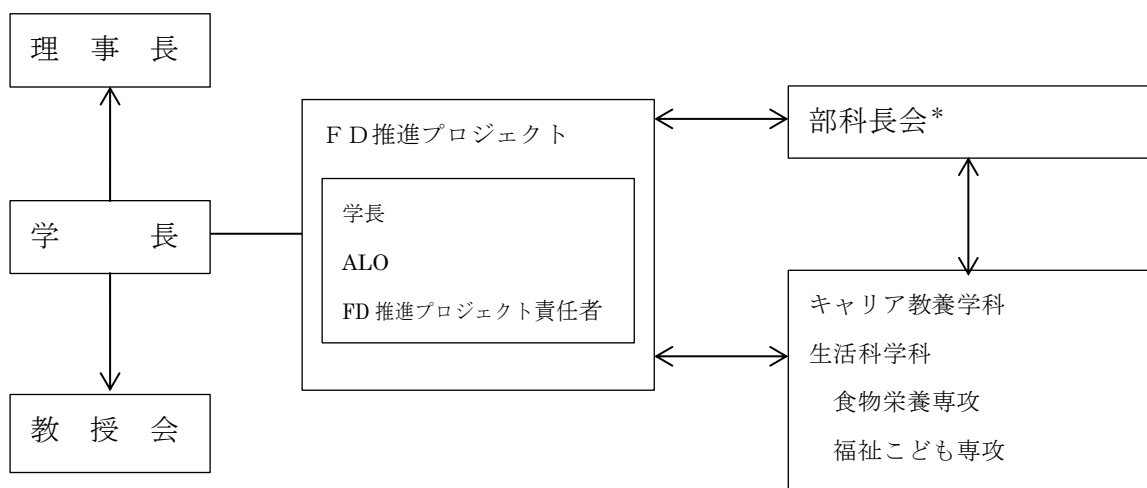 理事長
学長
教授会
FD推進プロジェクト
学長
ALO
FD推進プロジェクト責任者
部科長会*
キャリア教養学科
生活科学科
食物栄養専攻
福祉こども専攻